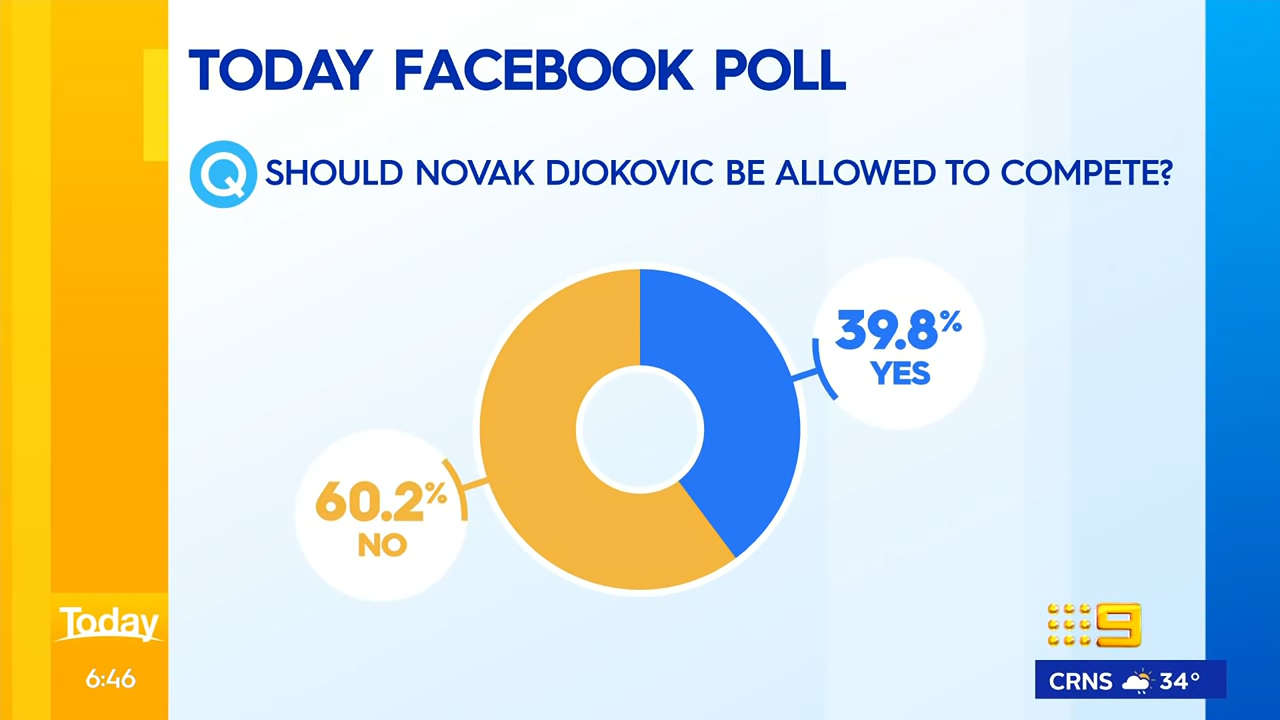 TODAY FACEBOOK POLL
Q SHOULD NOVAK DJOKOVIC BE ALLOWED TO COMPETE?
39.8%
YES
60.2%
NO
Today
6:46
9
CRNS 34°